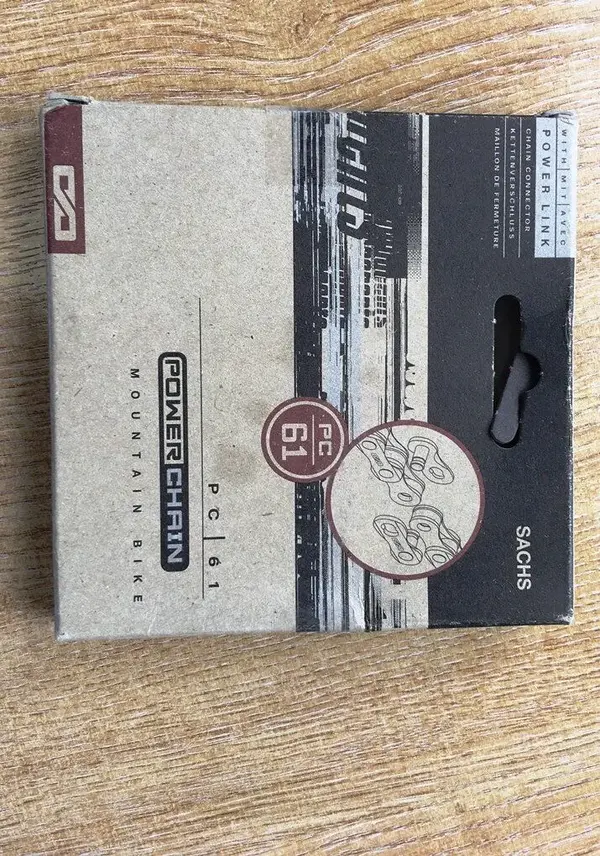 WITH | MIT | AVEC
POWER LINK
CHAIN CONNECTOR
KETTENVERSCHLUSS
MAILLON DE FERMETURE
SACHS
PC
61
PC | 61
POWERCHAIN
MOUNTAIN BIKE